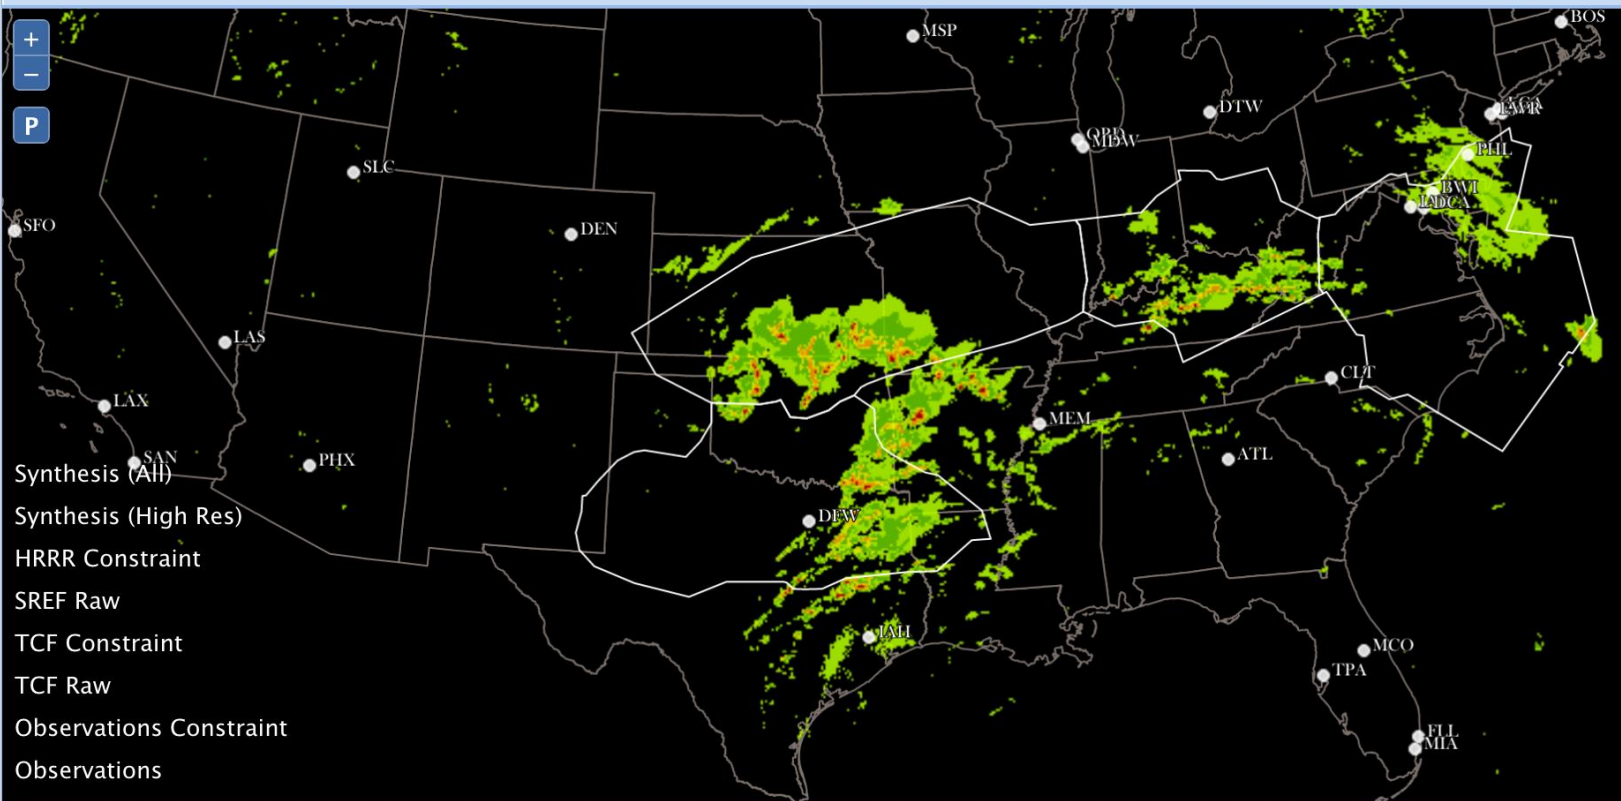 +
−
P
BOS
MSP
DTW
MDW
PHL
SLC
BWI
DCA
SFO
DEN
LAS
CLT
LAX
MEM
SAN
PHX
ATL
DFW
IAH
MCO
TPA
FLL
MIA
Synthesis (All)
Synthesis (High Res)
HRRR Constraint
SREF Raw
TCF Constraint
TCF Raw
Observations Constraint
Observations